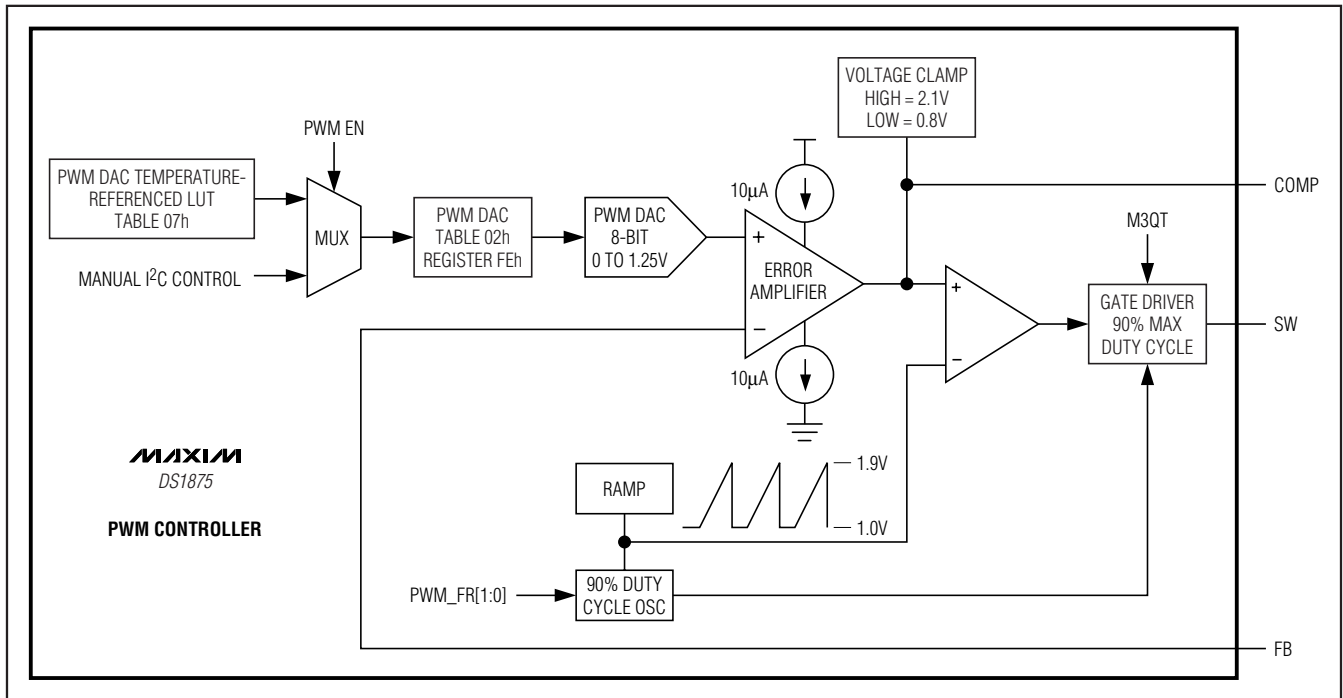 VOLTAGE CLAMP
HIGH = 2.1V
LOW = 0.8V
PWM EN
PWM DAC TEMPERATURE-
REFERENCED LUT
TABLE 07h
MUX
MANUAL I²C CONTROL
PWM DAC
TABLE 02h
REGISTER FEh
PWM DAC
8-BIT
0 TO 1.25V
10µA
+
ERROR
AMPLIFIER
−
10µA
COMP
M3QT
+
−
GATE DRIVER
90% MAX
DUTY CYCLE
SW
MAXIM
DS1875
PWM CONTROLLER
RAMP
1.9V
1.0V
PWM_FR[1:0]
90% DUTY
CYCLE OSC
FB